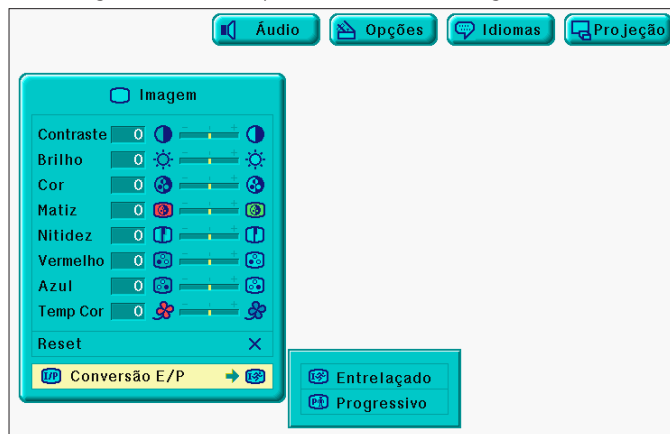 Áudio
Opções
Idiomas
Projeção
Imagem
Contraste 0
Brilho 0
Cor 0
Matiz 0
Nitidez 0
Vermelho 0
Azul 0
Temp Cor 0
Reset
I/P Conversão E/P
Entrelaçado
Progressivo